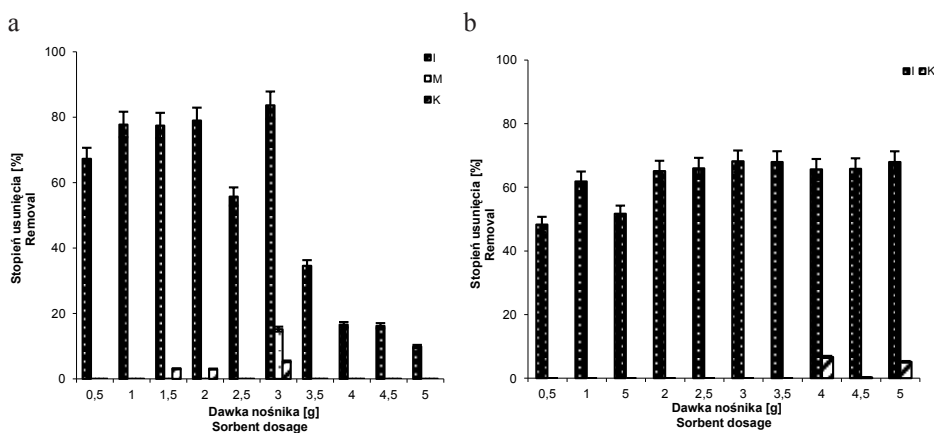 a
100
80
60
40
20
0
Stopień usunięcia [%]
Removal
I
M
K
0,5 1 1,5 2 2,5 3 3,5 4 4,5 5
Dawka nośnika [g]
Sorbent dosage
b
100
80
60
40
20
0
Stopień usunięcia [%]
Removal
I K
0,5 1 5 2 2,5 3 3,5 4 4,5 5
Dawka nośnika [g]
Sorbent dosage